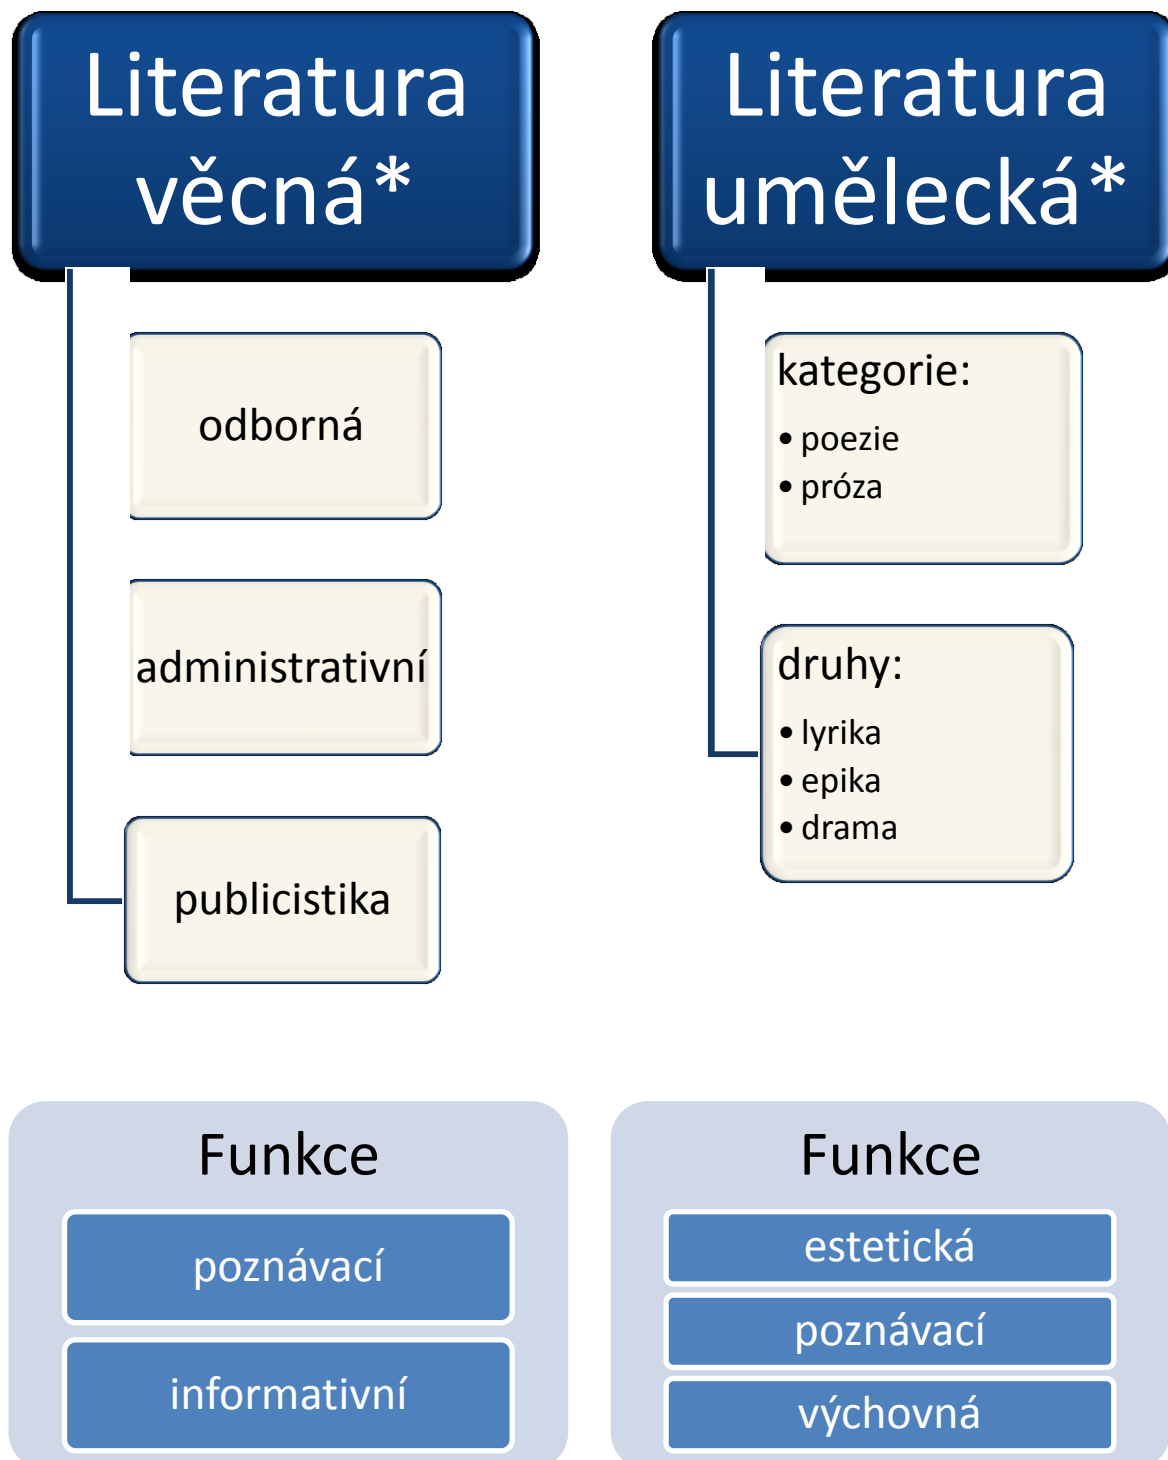 Literatura
věcná*
odborná
administrativní
publicistika
Literatura
umělecká*
kategorie:
• poezie
• próza
druhy:
• lyrika
• epika
• drama
Funkce
poznávací
informativní
Funkce
estetická
poznávací
výchovná